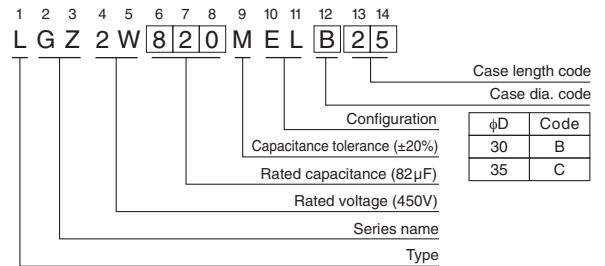 1 2 3 4 5 6 7 8 9 10 11 12 13 14
L G Z 2 W 8 2 0 M E L B 2 5
Case length code
Case dia. code
Configuration
Capacitance tolerance (±20%)
Rated capacitance (82µF)
Rated voltage (450V)
Series name
Type
ϕD Code
30 B
35 C